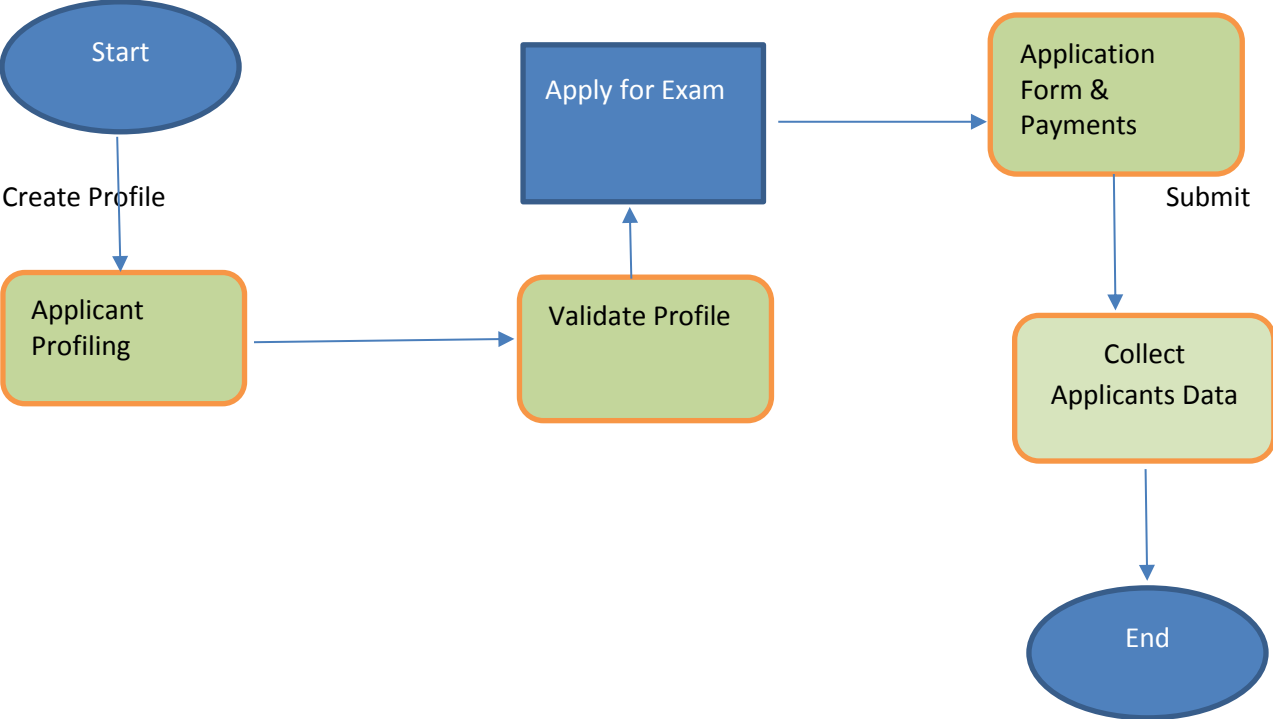 Start
Create Profile
Applicant
Profiling
Validate Profile
Apply for Exam
Application
Form &
Payments
Submit
Collect
Applicants Data
End